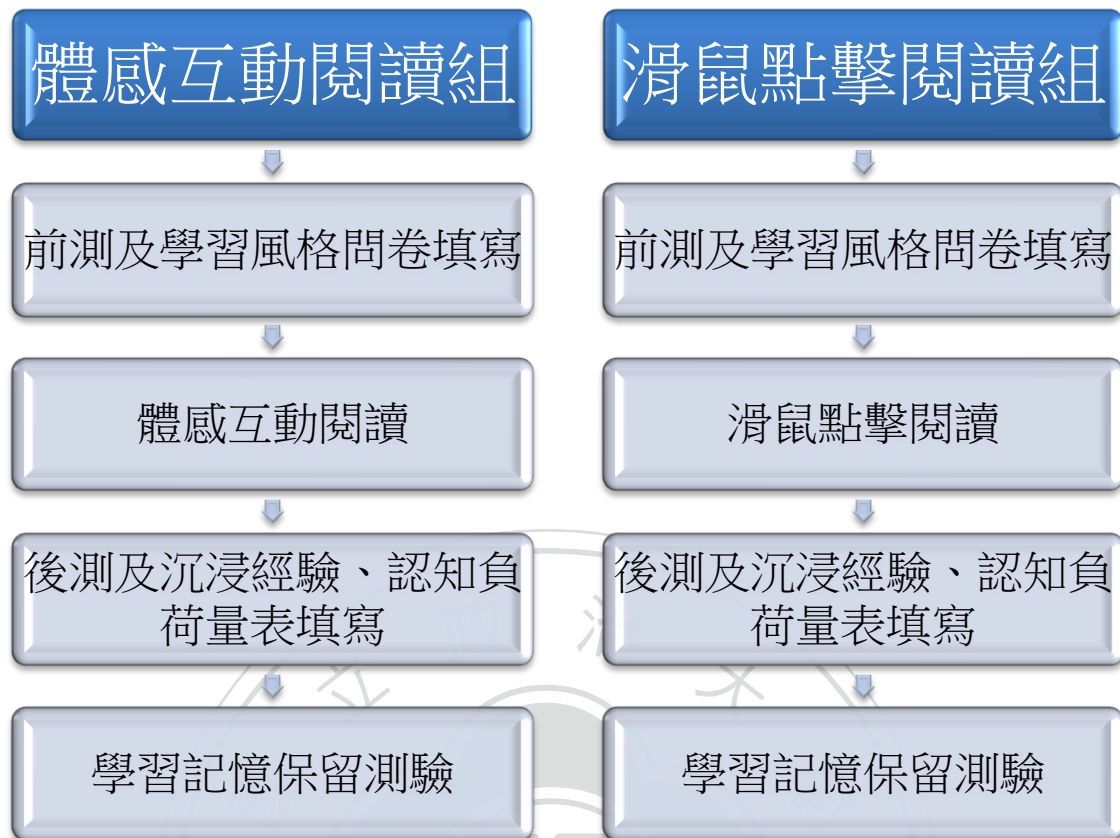 體感互動閱讀組
滑鼠點擊閱讀組
前測及學習風格問卷填寫
前測及學習風格問卷填寫
體感互動閱讀
滑鼠點擊閱讀
後測及沉浸經驗、認知負
荷量表填寫
後測及沉浸經驗、認知負
荷量表填寫
學習記憶保留測驗
學習記憶保留測驗
立政治大